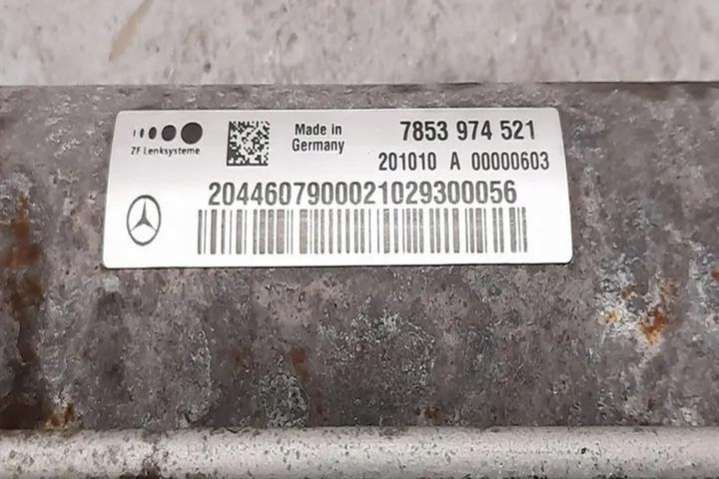 ZF Lenksysteme
Made in
Germany
7853 974 521
201010 A 00000603
2044607900021029300056